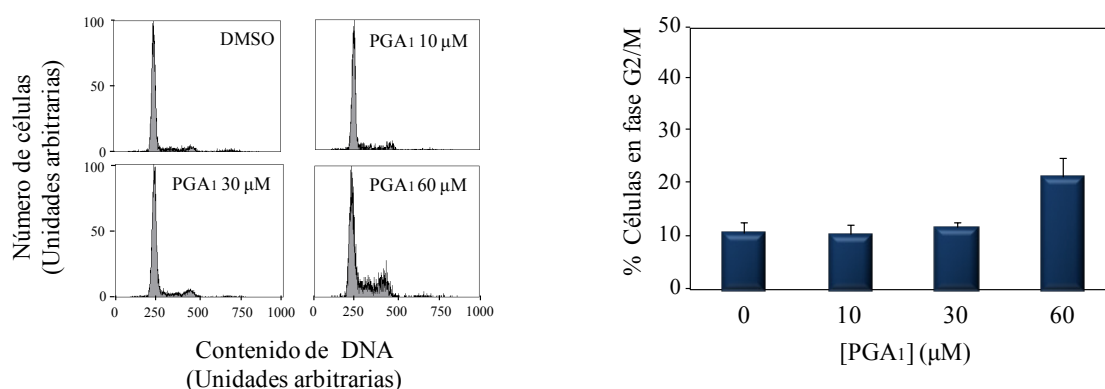 Número de células
(Unidades arbitrarias)
100
50
0
DMSO
PGA1 10 µM
100
50
0
PGA1 30 µM
PGA1 60 µM
0 250 500 750 1000
0 250 500 750 1000
Contenido de DNA
(Unidades arbitrarias)
% Células en fase G2/M
50
40
30
20
10
0
0 10 30 60
[PGA1] (µM)